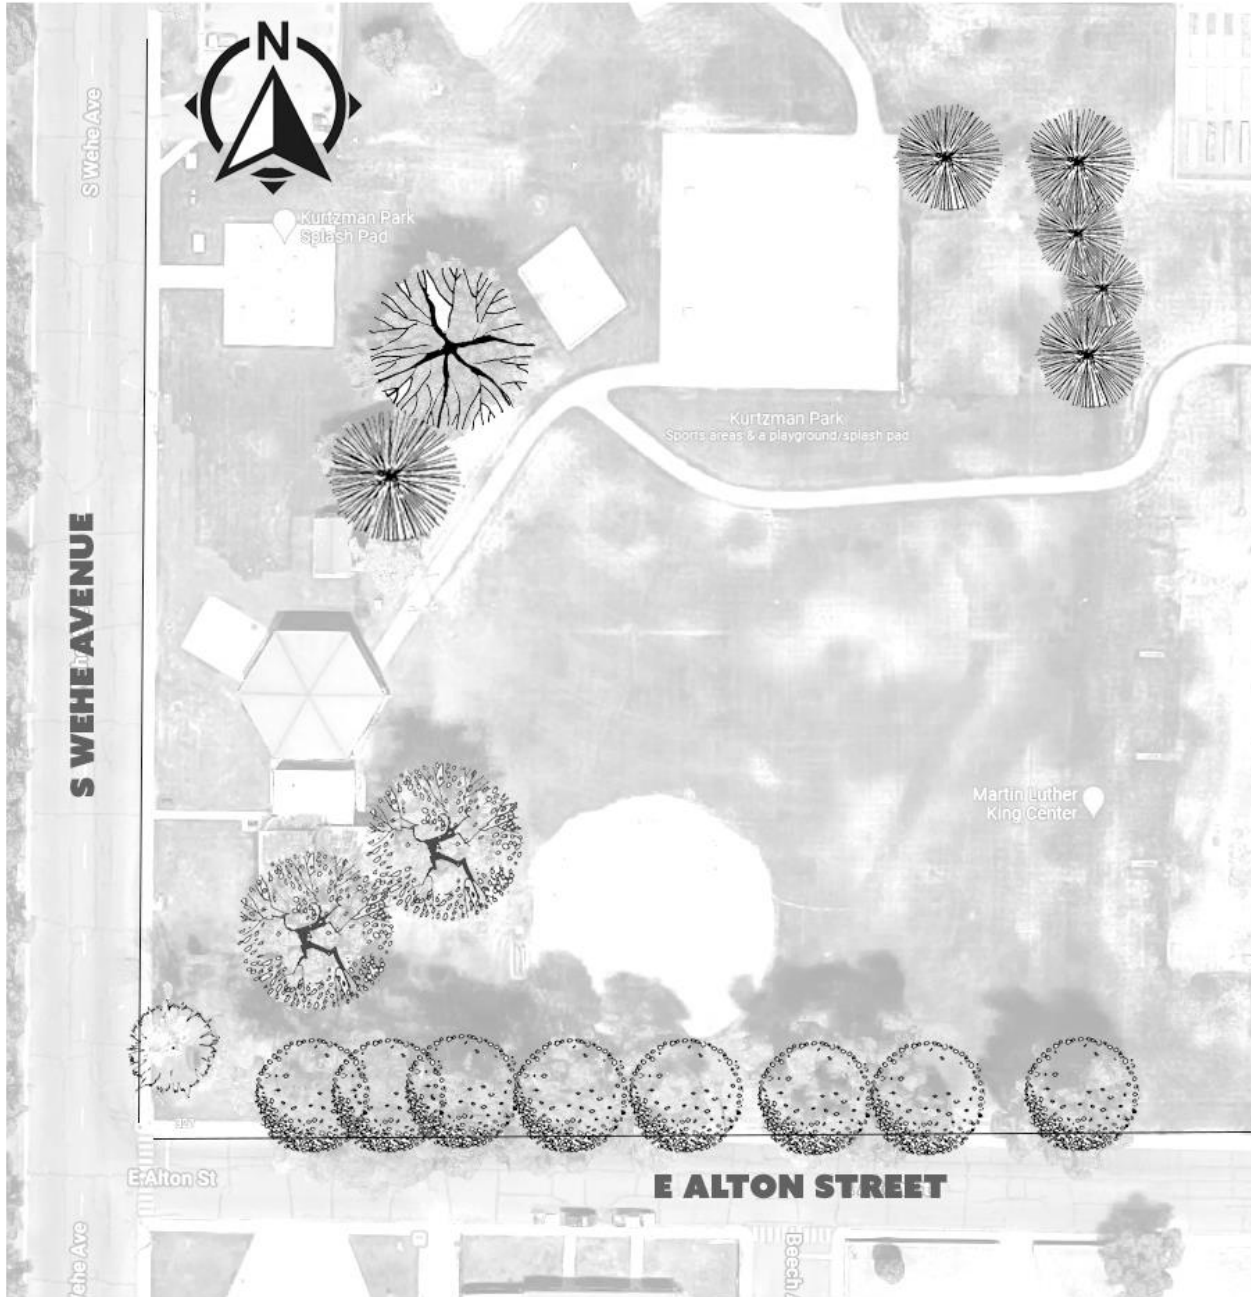 N
S Wehe Ave
Kurtzman Park
Splash Pad
Kurtzman Park
Sports areas & a playground/splash pad
S WEHE AVENUE
Martin Luther
King Center
E Alton St
E ALTON STREET
Wehe Ave
Beech A